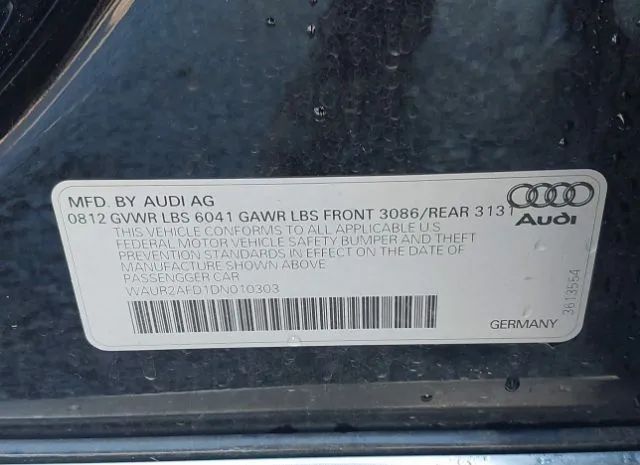 MFD. BY AUDI AG
0812 GVWR LBS 6041 GAWR LBS FRONT 3086/REAR 3131
THIS VEHICLE CONFORMS TO ALL APPLICABLE U.S
FEDERAL MOTOR VEHICLE SAFETY BUMPER AND THEFT
PREVENTION STANDARDS IN EFFECT ON THE DATE OF
MANUFACTURE SHOWN ABOVE
PASSENGGER CAR
WAUR2AFD1DN010303
Audi
3613554
GERMANY